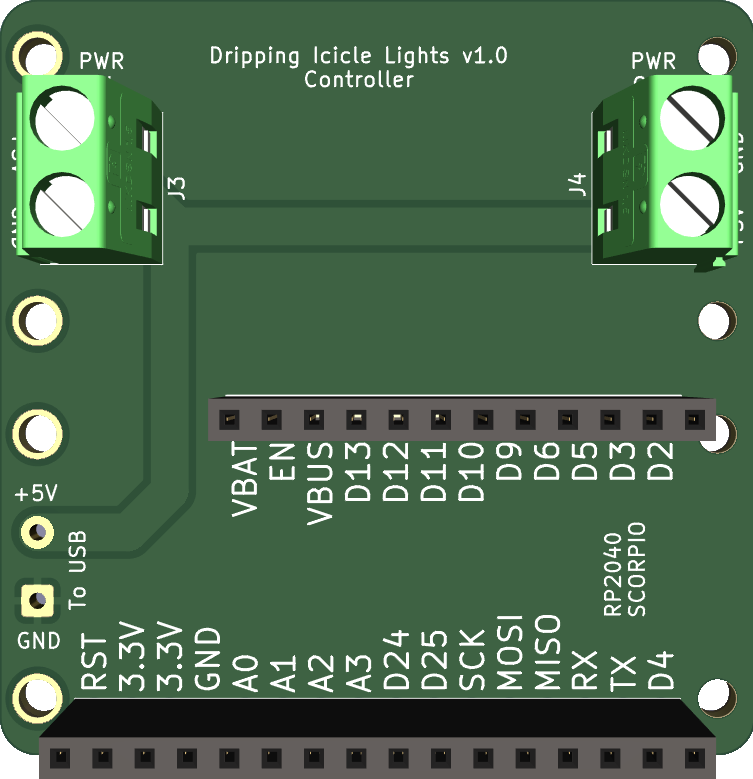 Dripping Icicle Lights v1.0
Controller
PWR
PWR
J3
J4
GND
VBAT
EN
VBUS
D13
D12
D11
D10
D9
D6
D5
D3
D2
+5V
To USB
GND
RP2040
SCORPIO
RST
3.3V
3.3V
GND
A0
A1
A2
A3
D24
D25
SCK
MOSI
MISO
RX
TX
D4